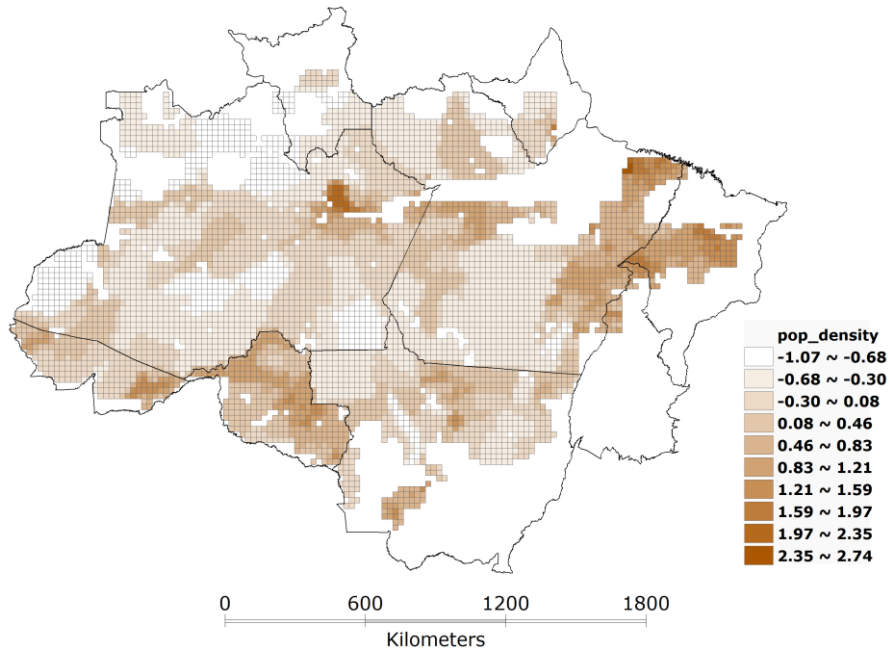 pop_density
-1.07 ~ -0.68
-0.68 ~ -0.30
-0.30 ~ 0.08
0.08 ~ 0.46
0.46 ~ 0.83
0.83 ~ 1.21
1.21 ~ 1.59
1.59 ~ 1.97
1.97 ~ 2.35
2.35 ~ 2.74
0 600 1200 1800
Kilometers